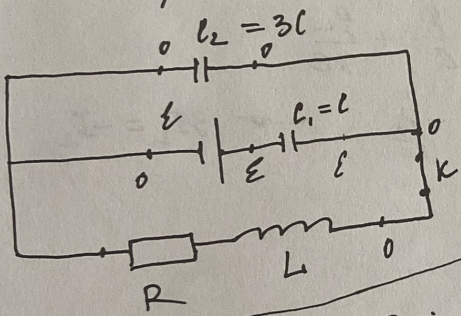 C₂ = 3C
0 0
ℰ C₁ = C
0 ℰ ℰ 0
K
0
R L